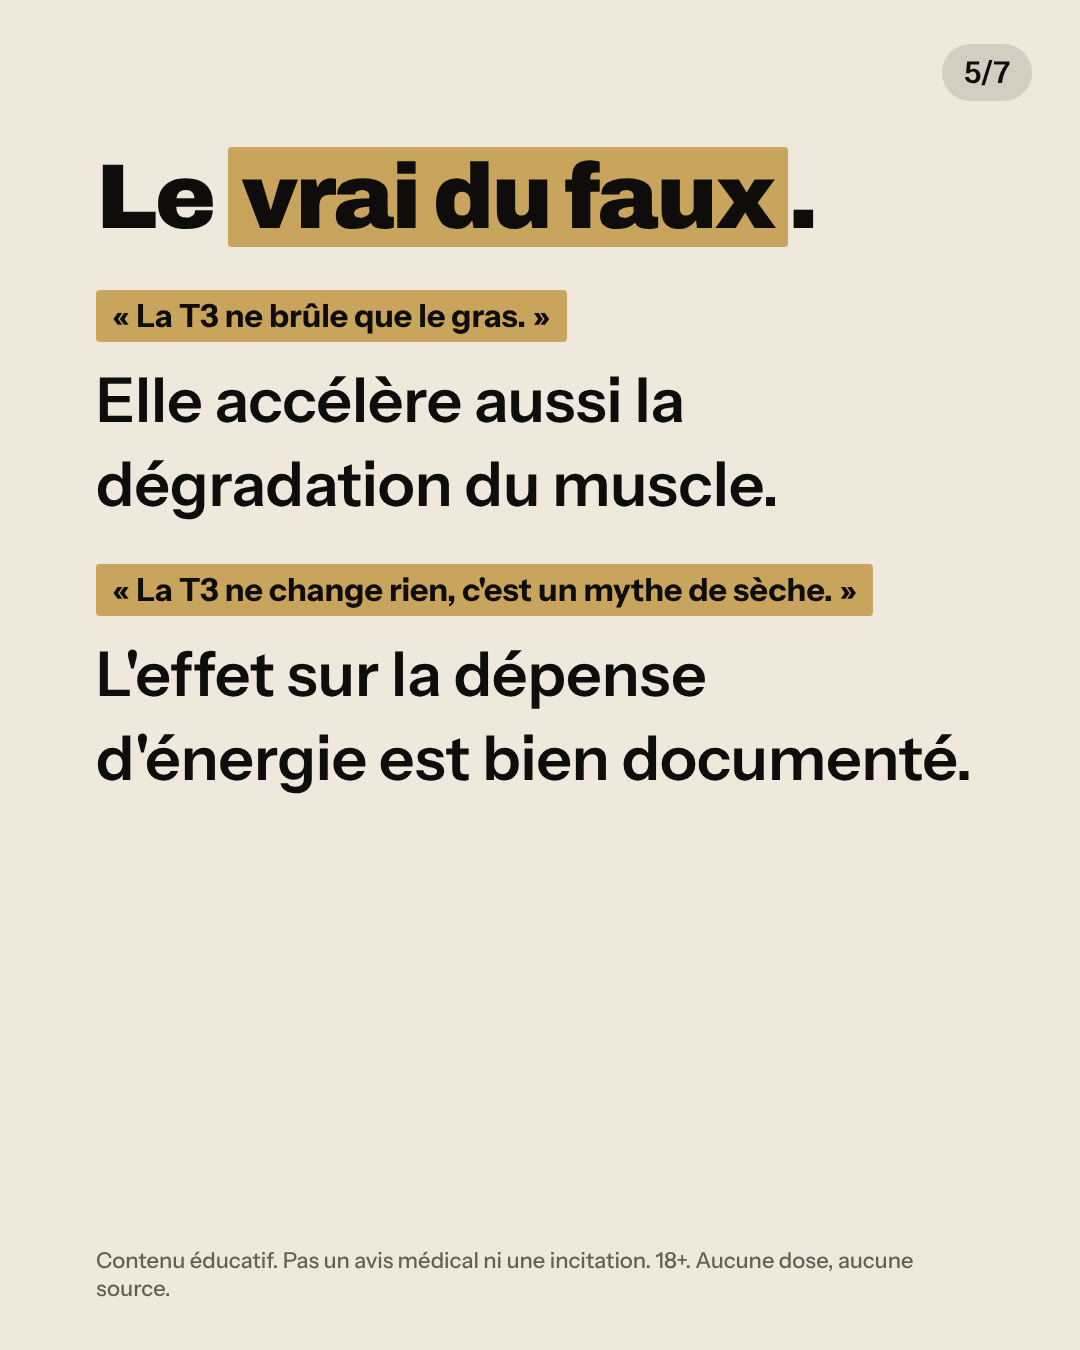 5/7
Le vrai du faux.
« La T3 ne brûle que le gras. »
Elle accélère aussi la
dégradation du muscle.
« La T3 ne change rien, c'est un mythe de sèche. »
L'effet sur la dépense
d'énergie est bien documenté.
Contenu éducatif. Pas un avis médical ni une incitation. 18+. Aucune dose, aucune
source.